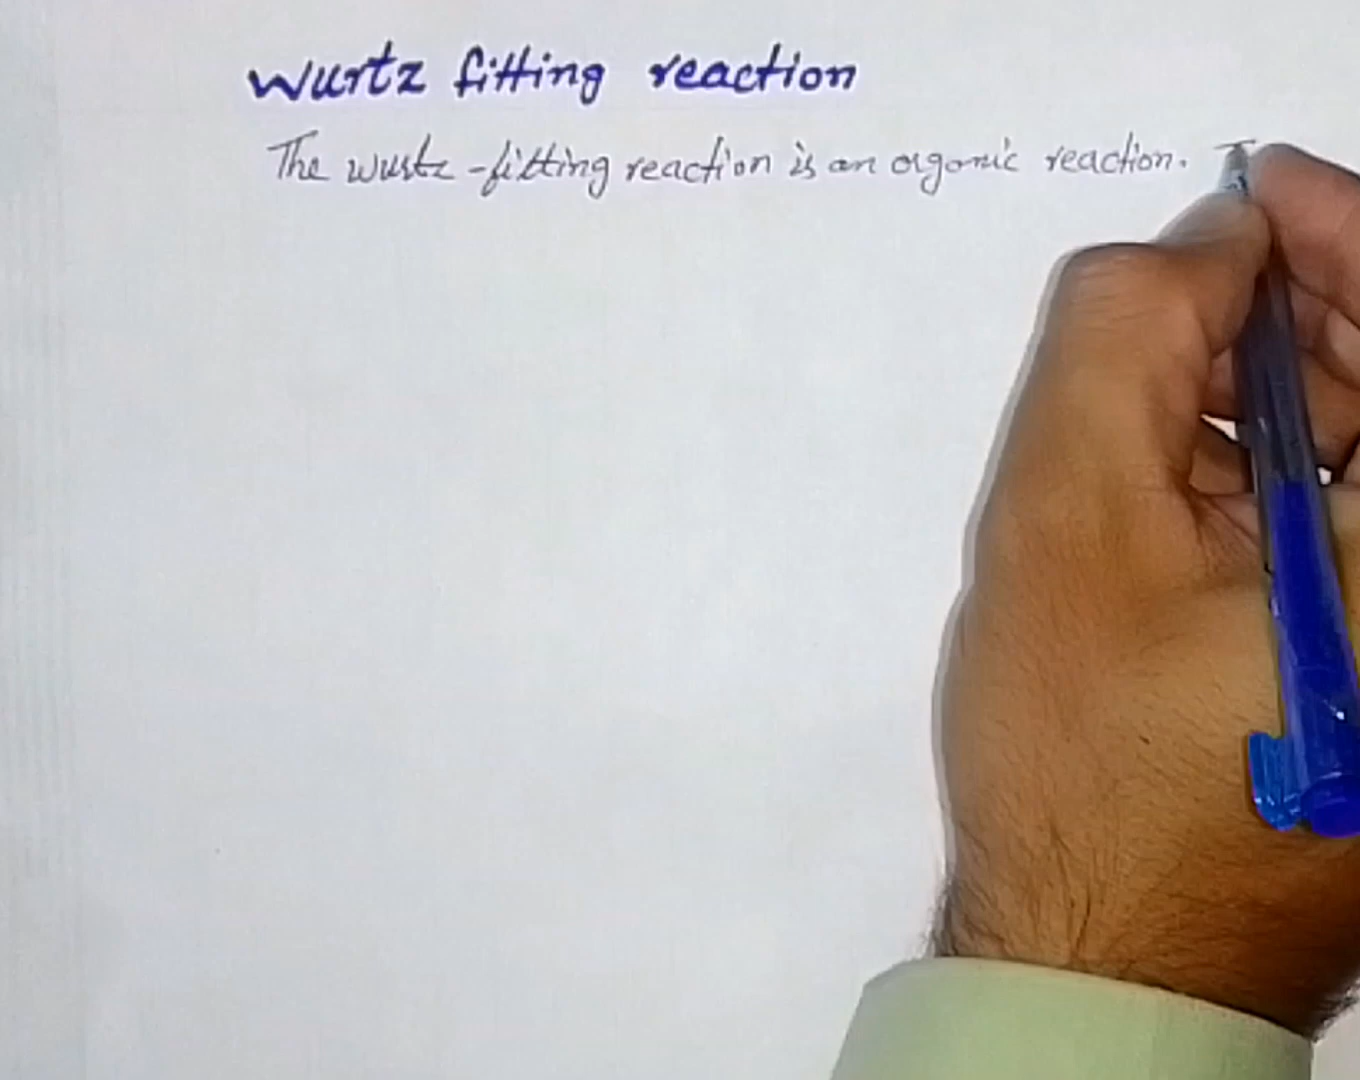 Wurtz fitting reaction
The wurtz-fitting reaction is an organic reaction. T